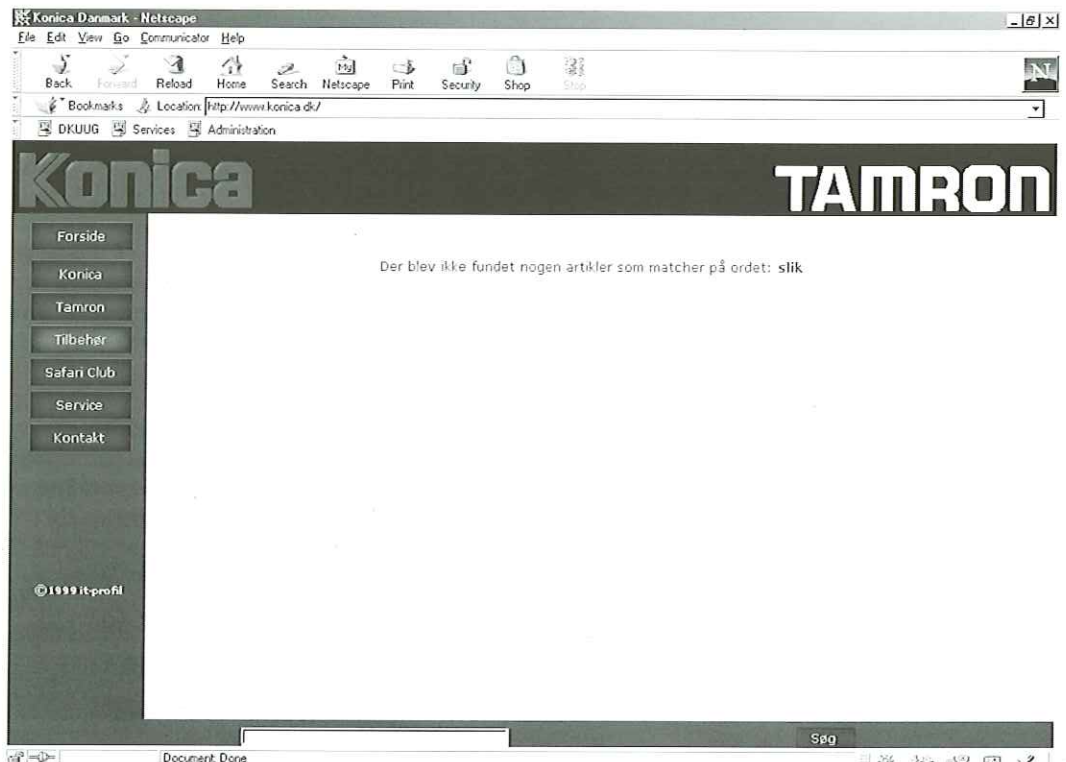 Konica Danmark - Netscape
File Edit View Go Communicator Help
Back Forward Reload Home Search Netscape Print Security Shop Stop
Bookmarks Location: http://www.konica.dk/
DKUUG Services Administration
Konica TAMRON
Forside
Der blev ikke fundet nogen artikler som matcher på ordet: slik
Konica
Tamron
Tilbehør
Safari Club
Service
Kontakt
©1999 it-profil
Søg
Document: Done